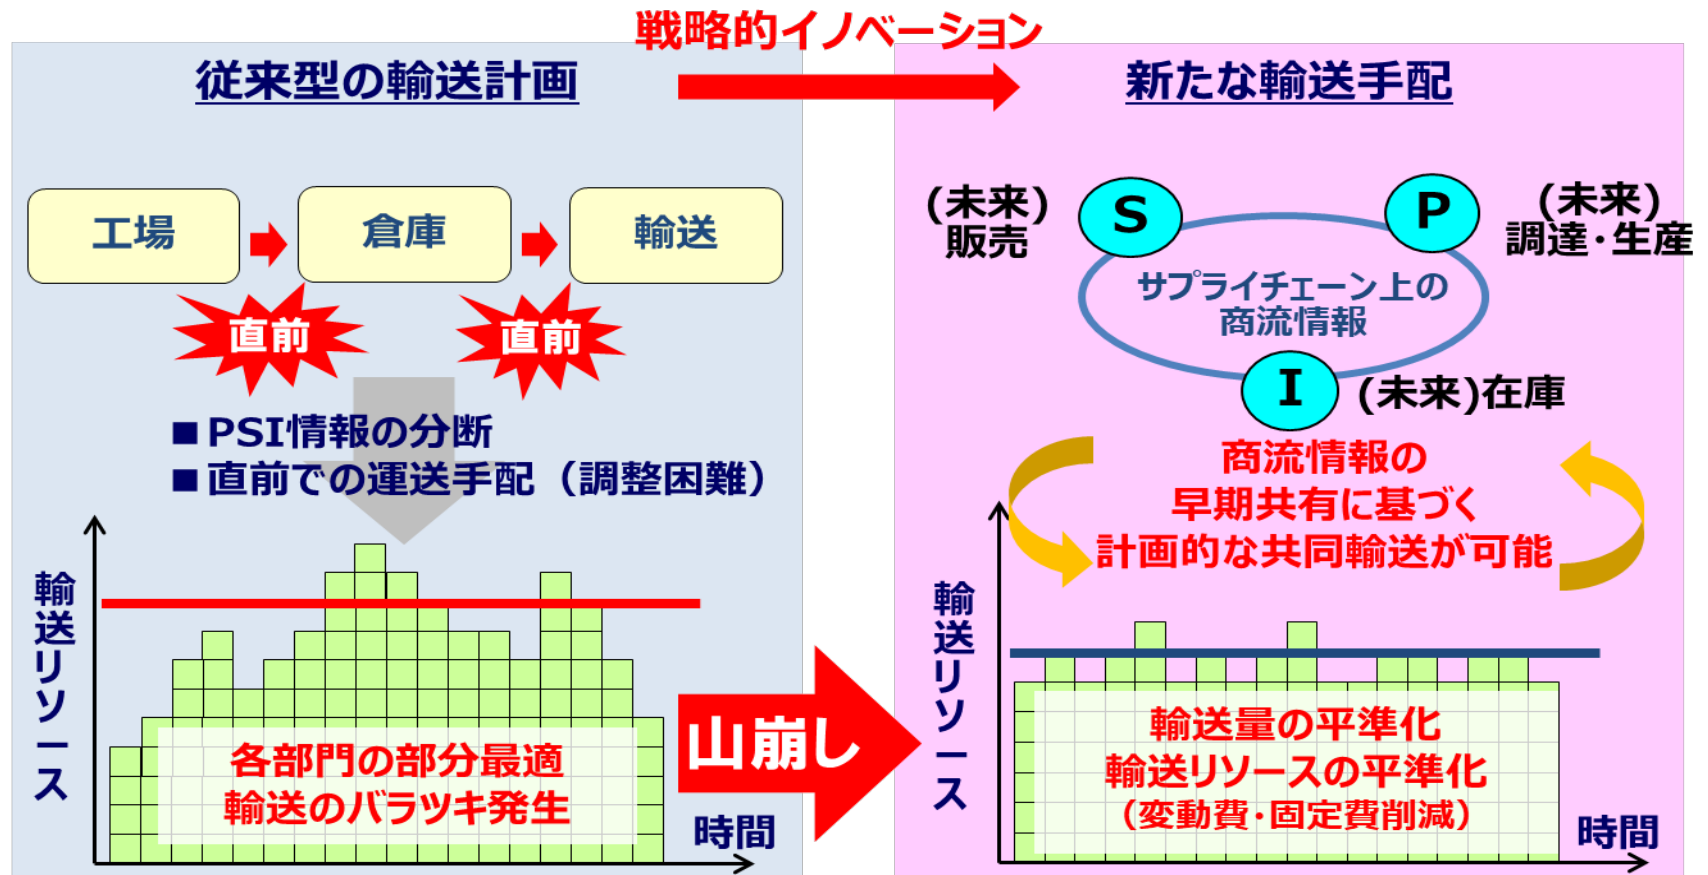 戦略的イノベーション
従来型の輸送計画
工場
倉庫
輸送
直前
直前
■PSI情報の分断
■直前での運送手配（調整困難）
輸送リソース
各部門の部分最適
輸送のバラツキ発生
時間
山崩し
新たな輸送手配
(未来)
販売
S
P
(未来)
調達・生産
サプライチェーン上の
商流情報
I
(未来)在庫
商流情報の
早期共有に基づく
計画的な共同輸送が可能
輸送リソース
輸送量の平準化
輸送リソースの平準化
（変動費・固定費削減）
時間